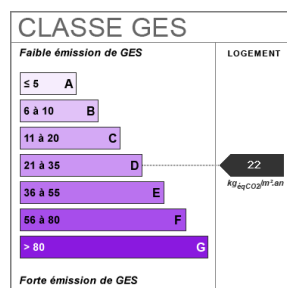 CLASSE GES
Faible émission de GES
LOGEMENT
≤ 5 A
6 à 10 B
11 à 20 C
21 à 35 D
22
kgéqCO2/m².an
36 à 55 E
56 à 80 F
> 80 G
Forte émission de GES